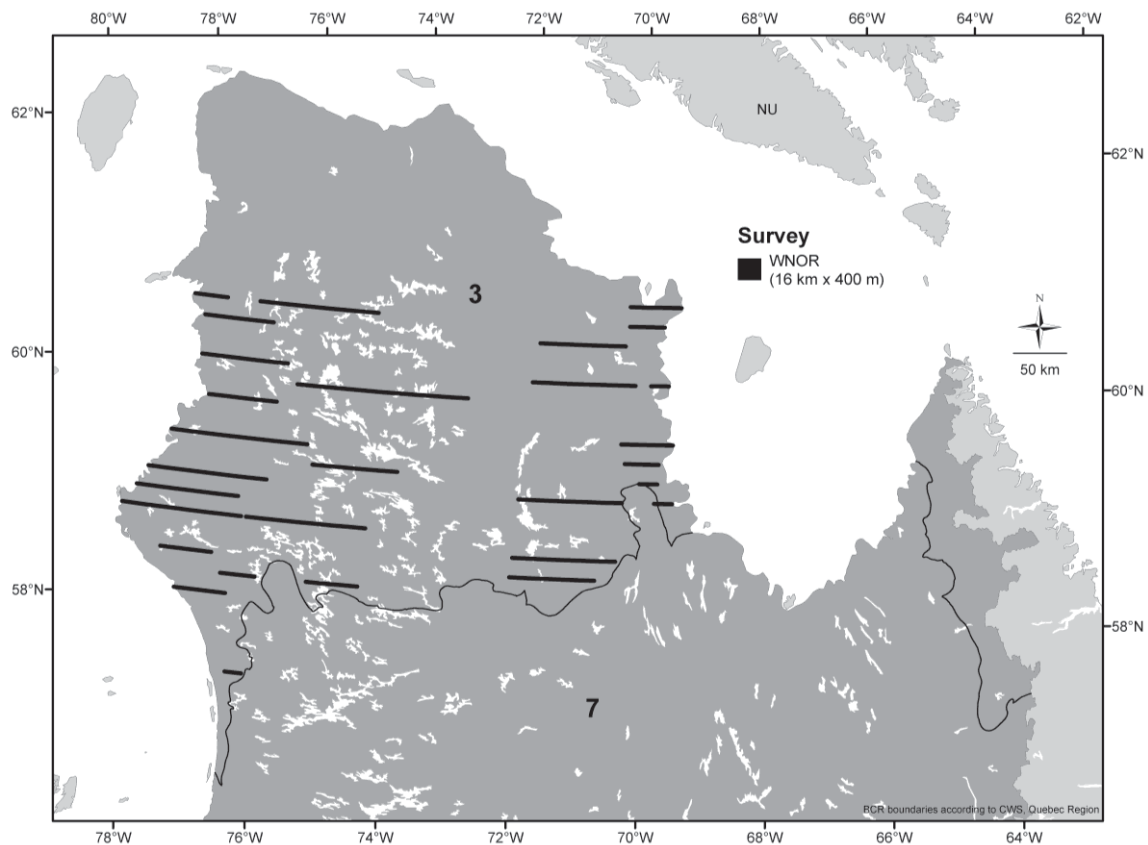 80°W 78°W 76°W 74°W 72°W 70°W 68°W 66°W 64°W 62°W
62°N
NU
62°N
Survey
WNOR
(16 km x 400 m)
3
N
60°N
50 km
60°N
58°N
58°N
7
BCR boundaries according to CWS, Quebec Region
78°W 76°W 74°W 72°W 70°W 68°W 66°W 64°W